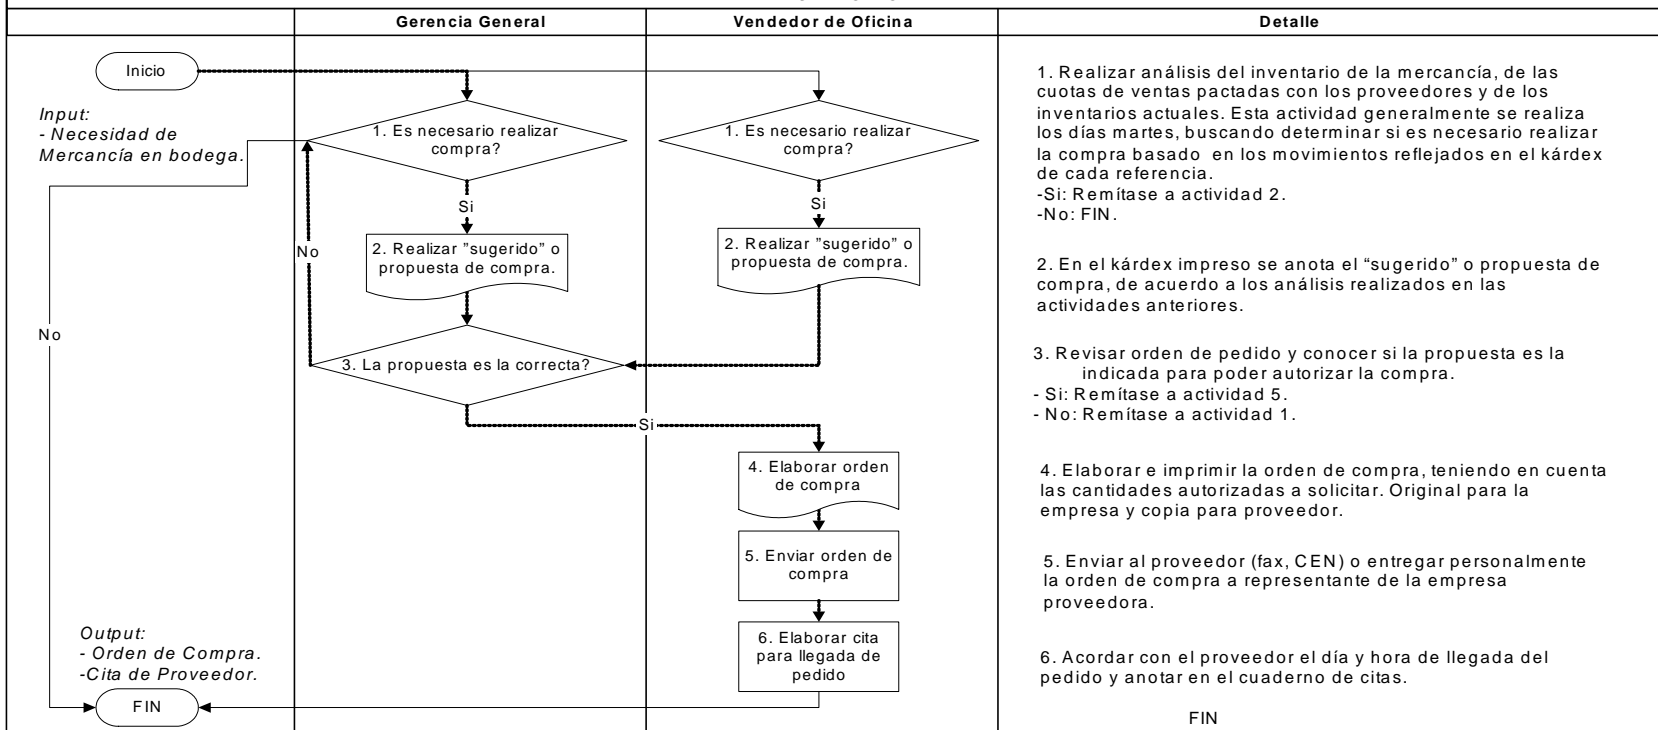 Gerencia General
Vendedor de Oficina
Detalle
Inicio
Input:
- Necesidad de
Mercancía en bodega.
1. Es necesario realizar
compra?
1. Es necesario realizar
compra?
Si
Si
No
No
2. Realizar ”sugerido” o
propuesta de compra.
2. Realizar ”sugerido” o
propuesta de compra.
3. La propuesta es la correcta?
Si
4. Elaborar orden
de compra
5. Enviar orden de
compra
6. Elaborar cita
para llegada de
pedido
Output:
- Orden de Compra.
-Cita de Proveedor.
FIN
1. Realizar análisis del inventario de la mercancía, de las
cuotas de ventas pactadas con los proveedores y de los
inventarios actuales. Esta actividad generalmente se realiza
los días martes, buscando determinar si es necesario realizar
la compra basado en los movimientos reflejados en el kárdex
de cada referencia.
-Si: Remítase a actividad 2.
-No: FIN.
2. En el kárdex impreso se anota el “sugerido” o propuesta de
compra, de acuerdo a los análisis realizados en las
actividades anteriores.
3. Revisar orden de pedido y conocer si la propuesta es la
indicada para poder autorizar la compra.
- Si: Remítase a actividad 5.
- No: Remítase a actividad 1.
4. Elaborar e imprimir la orden de compra, teniendo en cuenta
las cantidades autorizadas a solicitar. Original para la
empresa y copia para proveedor.
5. Enviar al proveedor (fax, CEN) o entregar personalmente
la orden de compra a representante de la empresa
proveedora.
6. Acordar con el proveedor el día y hora de llegada del
pedido y anotar en el cuaderno de citas.
FIN